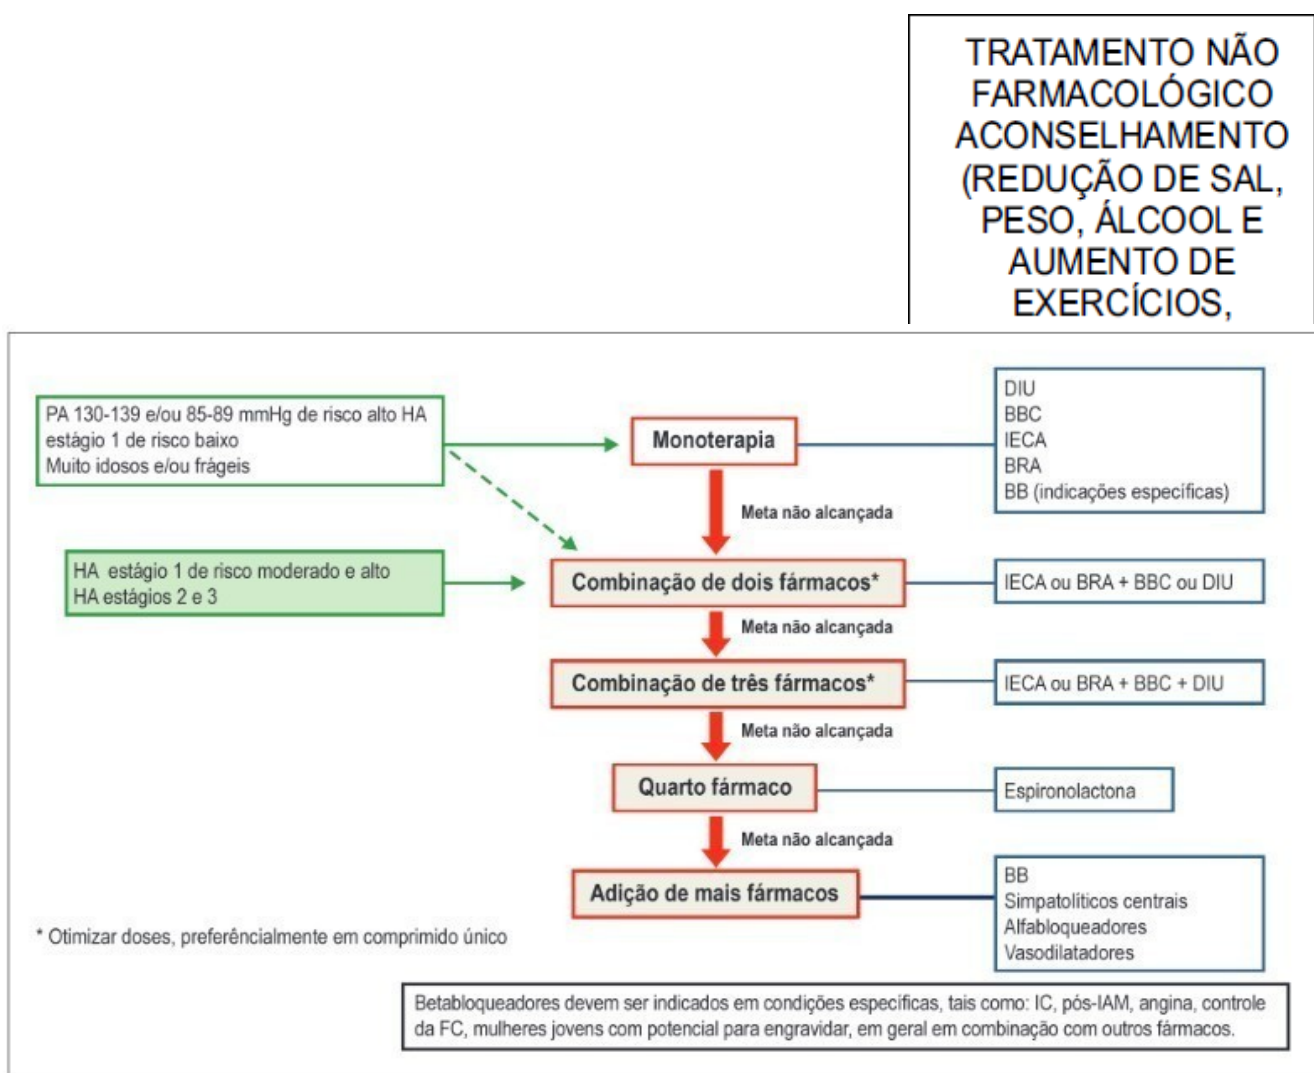 TRATAMENTO NÃO
FARMACOLÓGICO
ACONSELHAMENTO
(REDUÇÃO DE SAL,
PESO, ÁLCOOL E
AUMENTO DE
EXERCÍCIOS,
PA 130-139 e/ou 85-89 mmHg de risco alto HA
estágio 1 de risco baixo
Muito idosos e/ou frágeis
Monoterapia
DIU
BBC
IECA
BRA
BB (indicações específicas)
Meta não alcançada
HA estágio 1 de risco moderado e alto
HA estágios 2 e 3
Combinação de dois fármacos*
IECA ou BRA + BBC ou DIU
Meta não alcançada
Combinação de três fármacos*
IECA ou BRA + BBC + DIU
Meta não alcançada
Quarto fármaco
Espironolactona
Meta não alcançada
Adição de mais fármacos
BB
Simpatolíticos centrais
Alfabloqueadores
Vasodilatadores
* Otimizar doses, preferêncialmente em comprimido único
Betabloqueadores devem ser indicados em condições específicas, tais como: IC, pós-IAM, angina, controle
da FC, mulheres jovens com potencial para engravidar, em geral em combinação com outros fármacos.